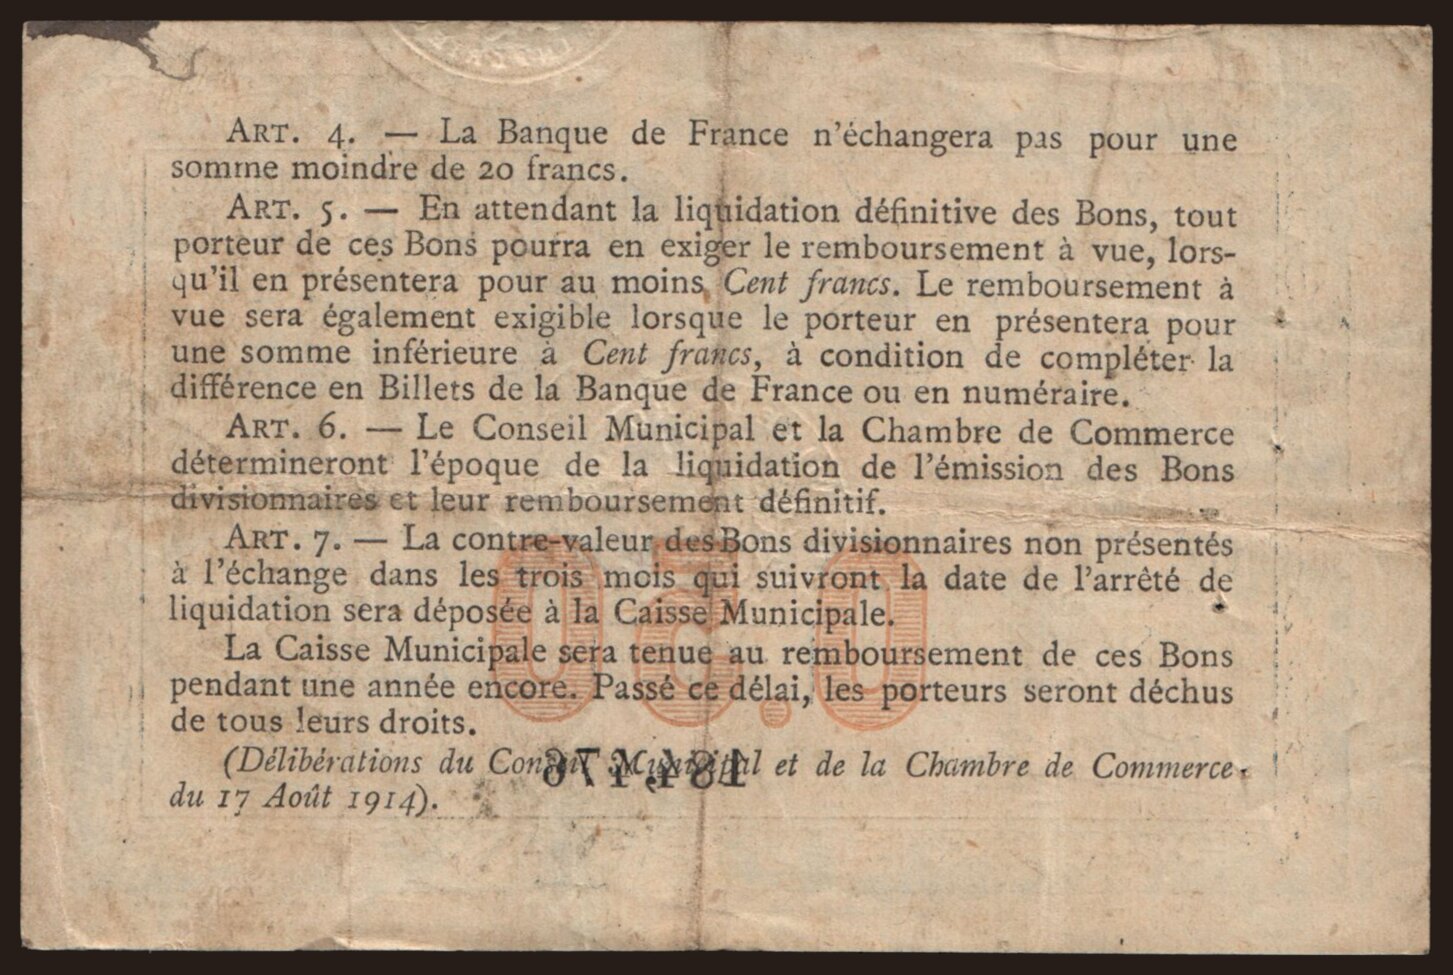 ART. 4. — La Banque de France n'échangera pas pour une
somme moindre de 20 francs.
ART. 5. — En attendant la liquidation définitive des Bons, tout
porteur de ces Bons pourra en exiger le remboursement à vue, lors-
qu'il en présentera pour au moins Cent francs. Le remboursement à
vue sera également exigible lorsque le porteur en présentera pour
une somme inférieure à Cent francs, à condition de compléter la
différence en Billets de la Banque de France ou en numéraire.
ART. 6. — Le Conseil Municipal et la Chambre de Commerce
détermineront l'époque de la liquidation de l'émission des Bons
divisionnaires et leur remboursement définitif.
ART. 7. — La contre-valeur des Bons divisionnaires non présentés
à l'échange dans les trois mois qui suivront la date de l'arrêté de
liquidation sera déposée à la Caisse Municipale.
La Caisse Municipale sera tenue au remboursement de ces Bons
pendant une année encore. Passé ce délai, les porteurs seront déchus
de tous leurs droits.
(Délibérations du Conseil Municipal et de la Chambre de Commerce
du 17 Août 1914).
0.50